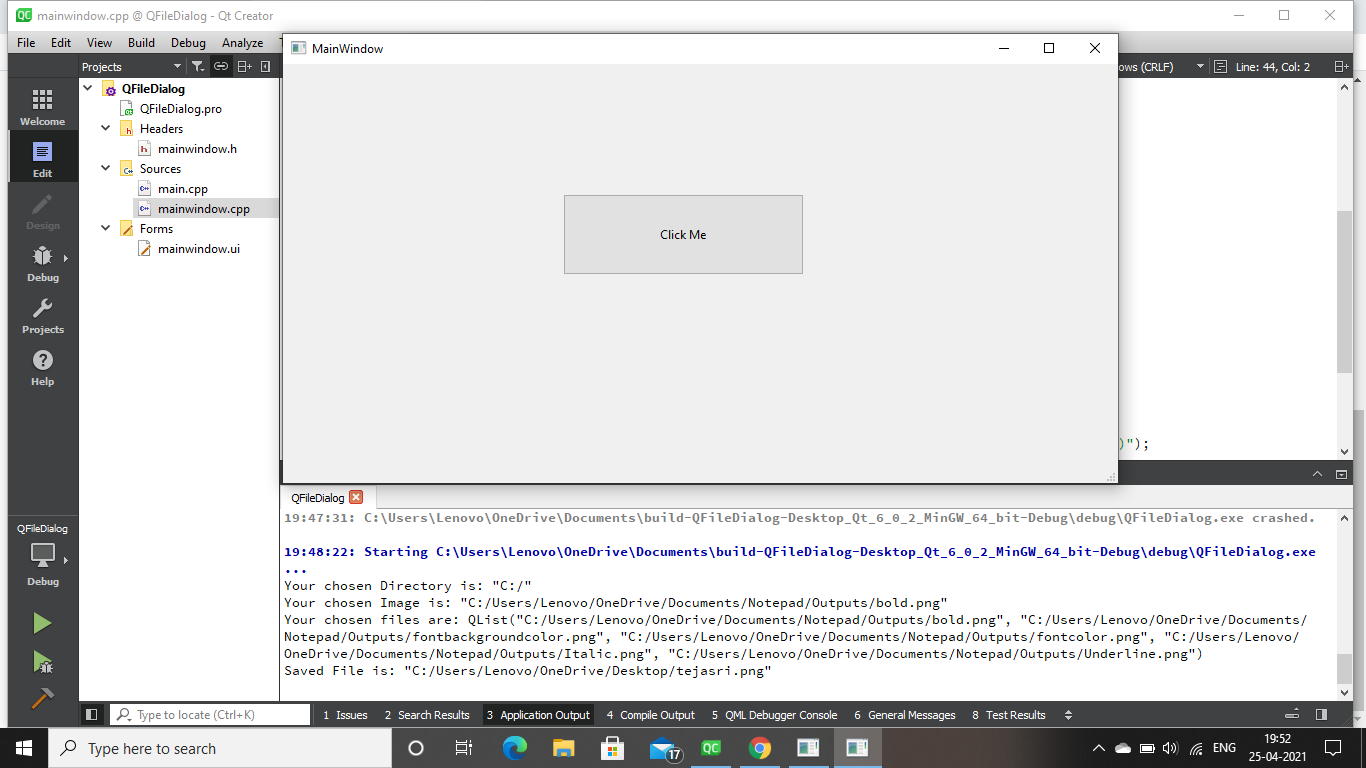 mainwindow.cpp @ QFileDialog - Qt Creator
File Edit View Build Debug Analyze
MainWindow
Projects
ows (CRLF) Line: 44, Col: 2
Welcome
Edit
Design
Debug
Projects
Help
QFileDialog
Debug
QFileDialog
QFileDialog.pro
Headers
mainwindow.h
Sources
main.cpp
mainwindow.cpp
Forms
mainwindow.ui
Click Me
)");
QFileDialog
19:47:31: C:\Users\Lenovo\OneDrive\Documents\build-QFileDialog-Desktop_Qt_6_0_2_MinGW_64_bit-Debug\debug\QFileDialog.exe crashed.
19:48:22: Starting C:\Users\Lenovo\OneDrive\Documents\build-QFileDialog-Desktop_Qt_6_0_2_MinGW_64_bit-Debug\debug\QFileDialog.exe
...
Your chosen Directory is: "C:/"
Your chosen Image is: "C:/Users/Lenovo/OneDrive/Documents/Notepad/Outputs/bold.png"
Your chosen files are: QList("C:/Users/Lenovo/OneDrive/Documents/Notepad/Outputs/bold.png", "C:/Users/Lenovo/OneDrive/Documents/
Notepad/Outputs/fontbackgroundcolor.png", "C:/Users/Lenovo/OneDrive/Documents/Notepad/Outputs/fontcolor.png", "C:/Users/Lenovo/
OneDrive/Documents/Notepad/Outputs/Italic.png", "C:/Users/Lenovo/OneDrive/Documents/Notepad/Outputs/Underline.png")
Saved File is: "C:/Users/Lenovo/OneDrive/Desktop/tejasri.png"
Type to locate (Ctrl+K) 1 Issues 2 Search Results 3 Application Output 4 Compile Output 5 QML Debugger Console 6 General Messages 8 Test Results
Type here to search 17 QC ENG 19:52
25-04-2021